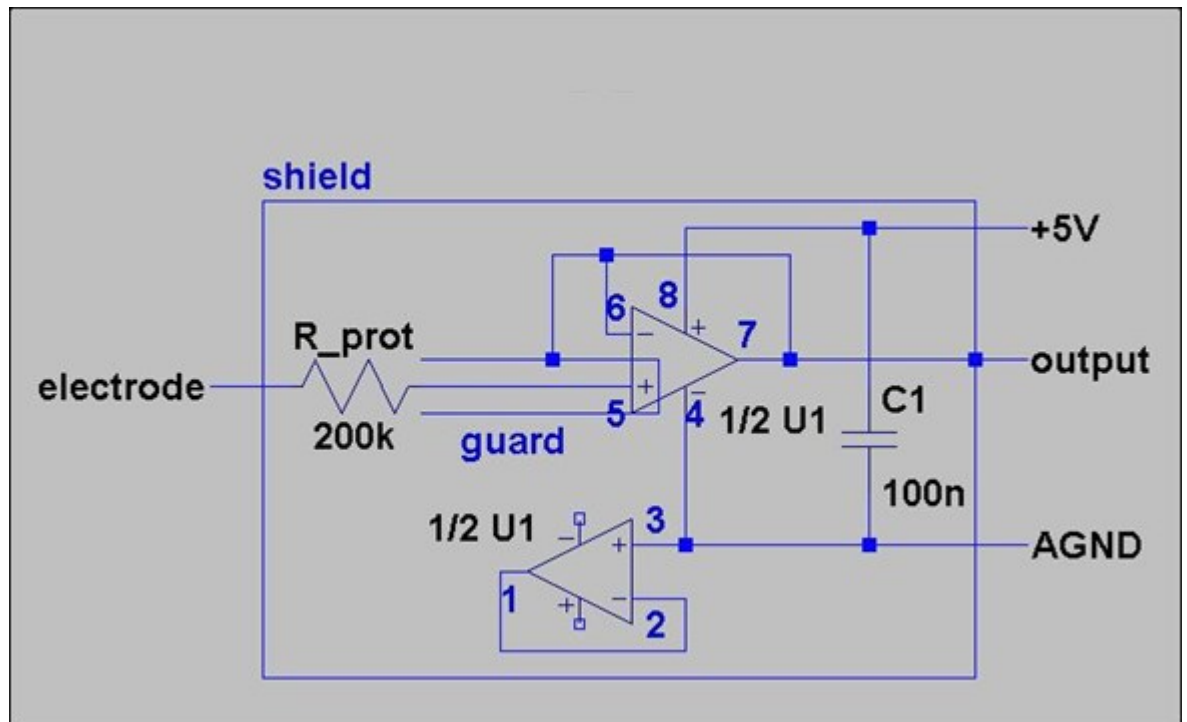 shield
+5V
8
6
7
R_prot
output
electrode
5
4
1/2 U1
C1
200k
guard
100n
1/2 U1
3
AGND
1
2